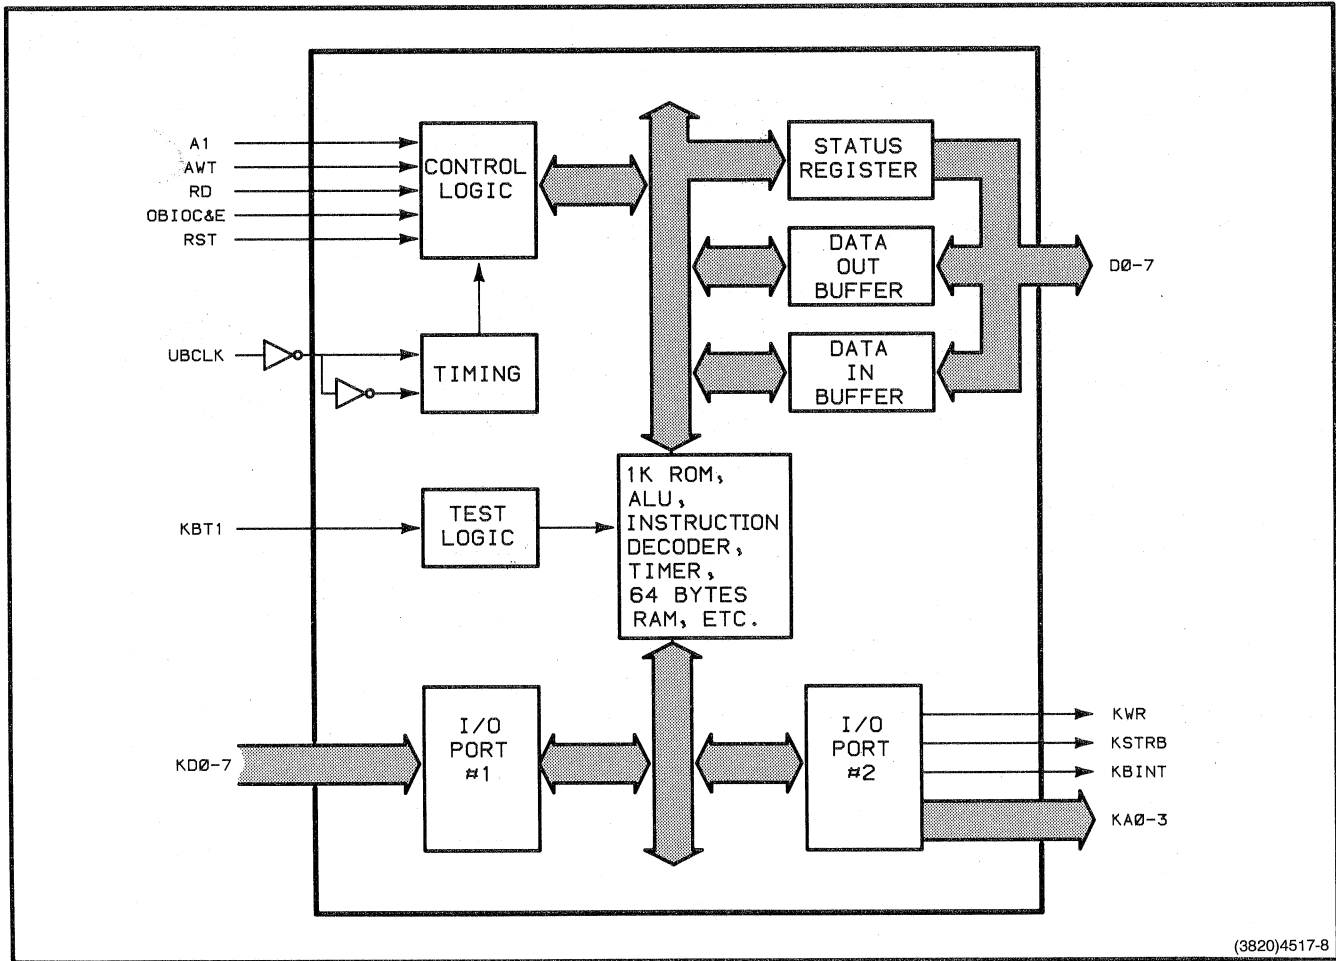 A1
AWT
RD
OBIOC&E
RST
CONTROL
LOGIC
STATUS
REGISTER
DATA
OUT
BUFFER
DØ-7
UBCLK
TIMING
DATA
IN
BUFFER
KBT1
TEST
LOGIC
1K ROM,
ALU,
INSTRUCTION
DECODER,
TIMER,
64 BYTES
RAM, ETC.
KDØ-7
I/O
PORT
#1
I/O
PORT
#2
KWR
KSTRB
KBINT
KAØ-3
(3820)4517-8